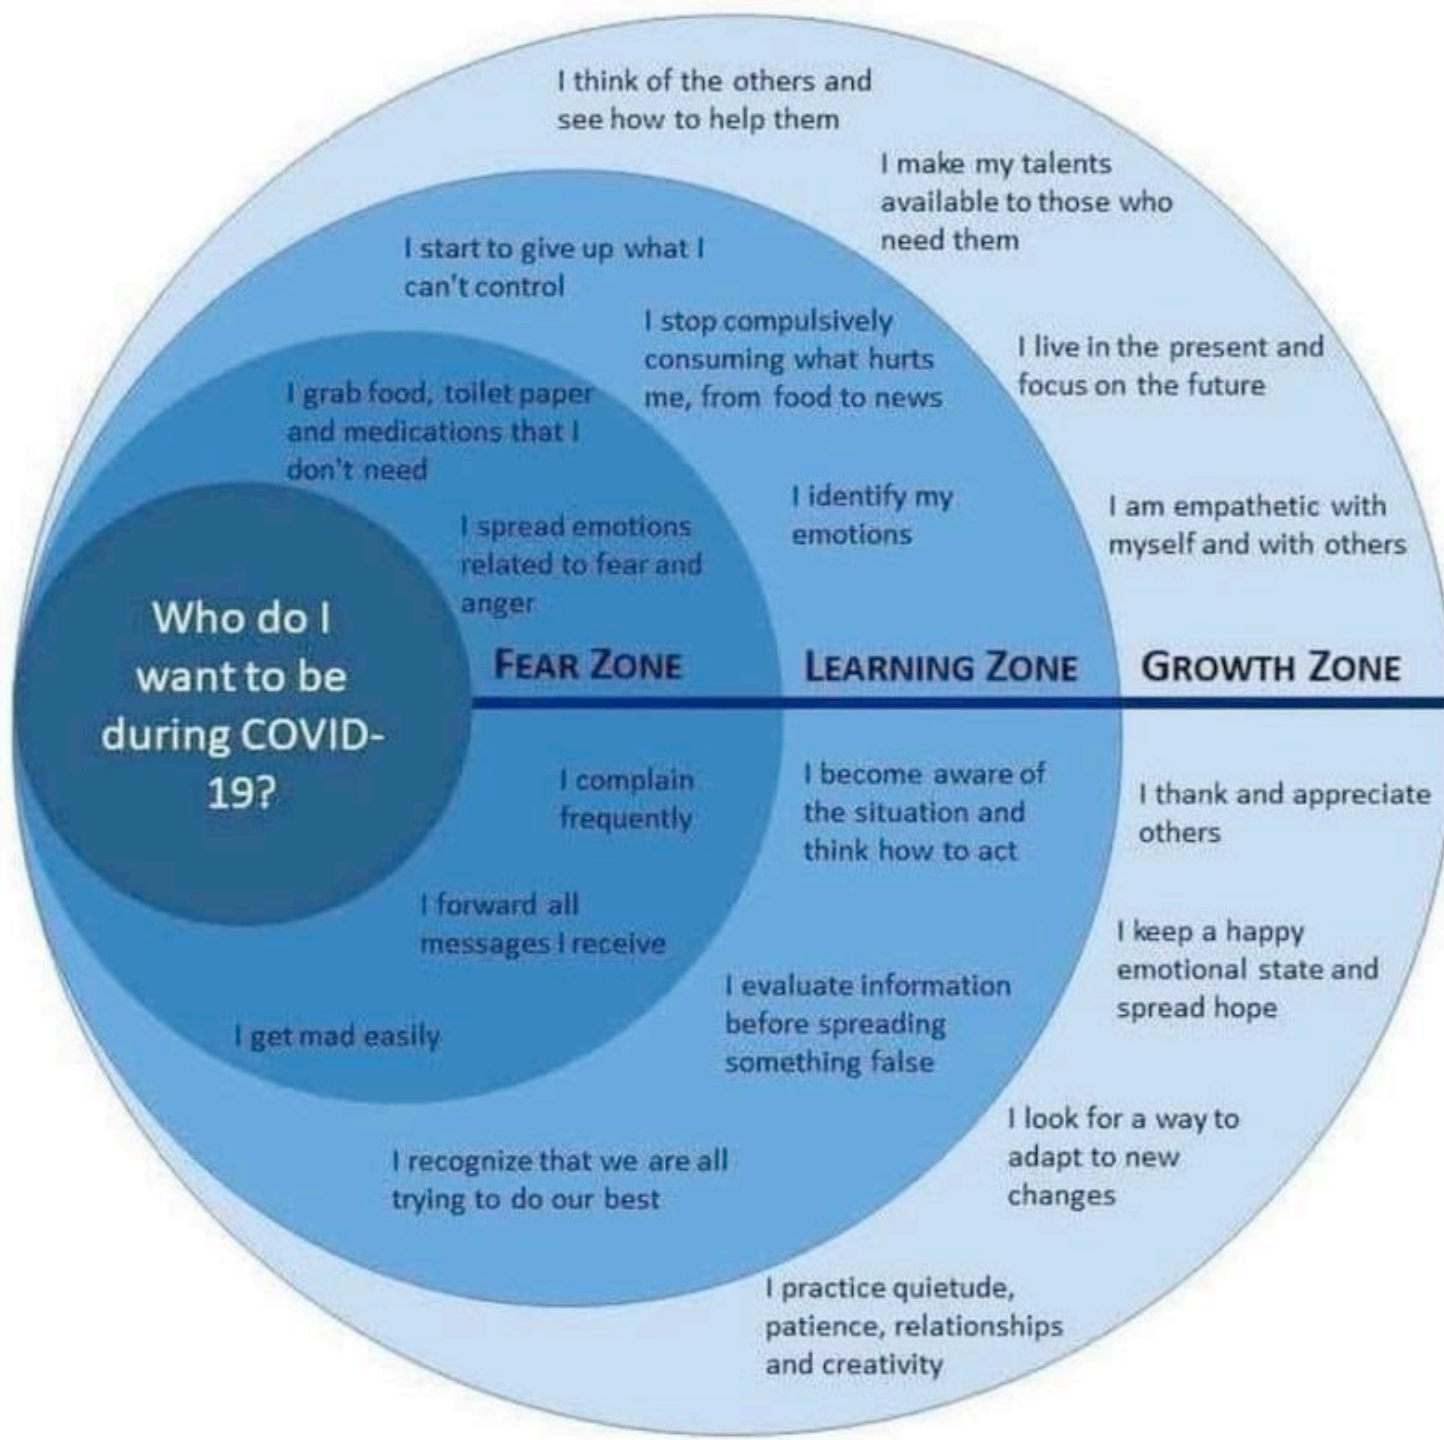 I think of the others and
see how to help them
I make my talents
available to those who
need them
I start to give up what I
can't control
I stop compulsively
consuming what hurts
me, from food to news
I live in the present and
focus on the future
I grab food, toilet paper
and medications that I
don't need
I identify my
emotions
I am empathetic with
myself and with others
I spread emotions
related to fear and
anger
Who do I
want to be
during COVID-
19?
FEAR ZONE
LEARNING ZONE
GROWTH ZONE
I complain
frequently
I become aware of
the situation and
think how to act
I thank and appreciate
others
I forward all
messages I receive
I keep a happy
emotional state and
spread hope
I evaluate information
before spreading
something false
I get mad easily
I look for a way to
adapt to new
changes
I recognize that we are all
trying to do our best
I practice quietude,
patience, relationships
and creativity